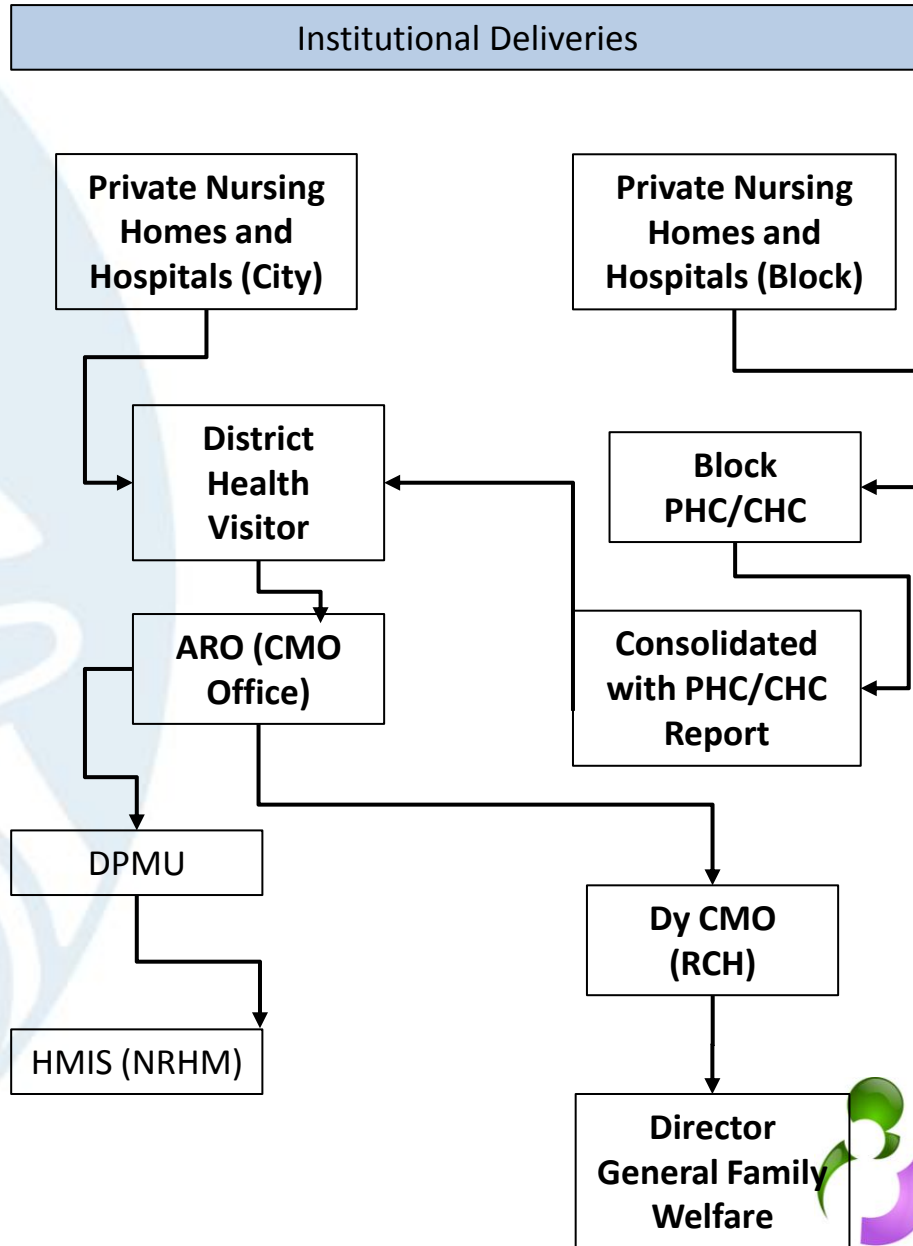 Institutional Deliveries
Private Nursing
Homes and
Hospitals (City)
Private Nursing
Homes and
Hospitals (Block)
District
Health
Visitor
Block
PHC/CHC
ARO (CMO
Office)
Consolidated
with PHC/CHC
Report
DPMU
Dy CMO
(RCH)
HMIS (NRHM)
Director
General Family
Welfare